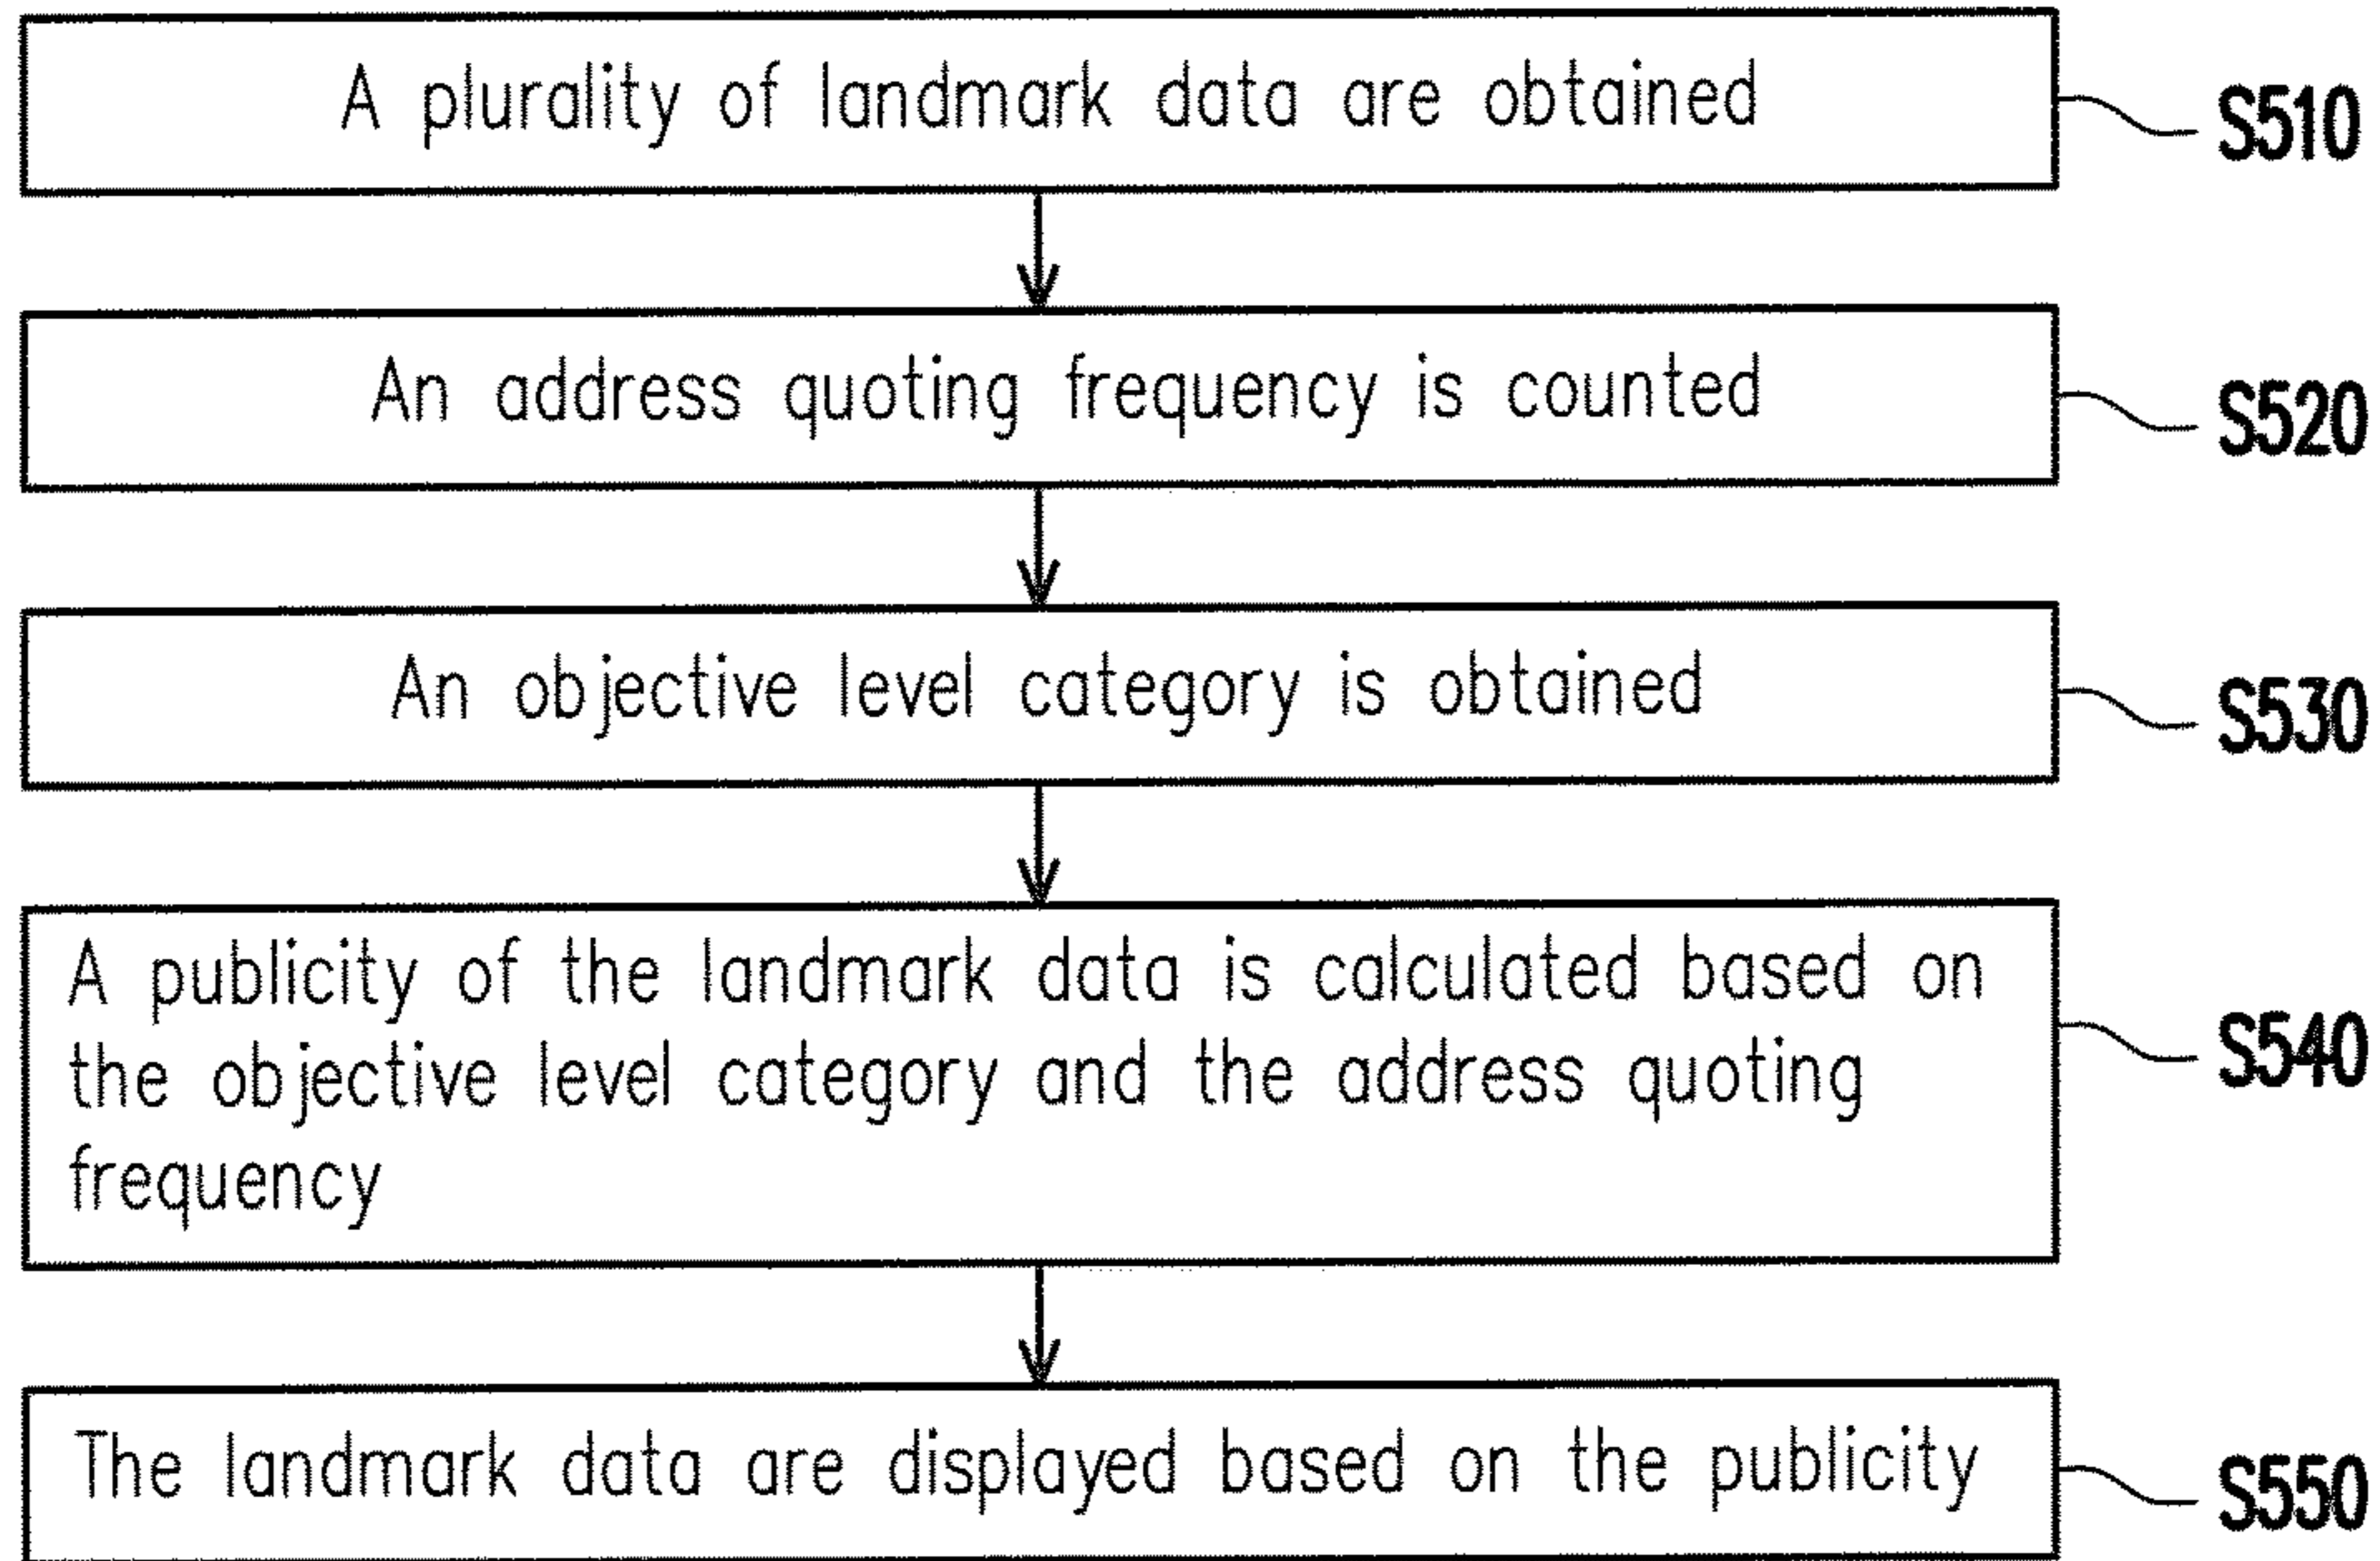 A plurality of landmark data are obtained
S510
An address quoting frequency is counted
S520
An objective level category is obtained
S530
A publicity of the landmark data is calculated based on
the objective level category and the address quoting
frequency
S540
The landmark data are displayed based on the publicity
S550